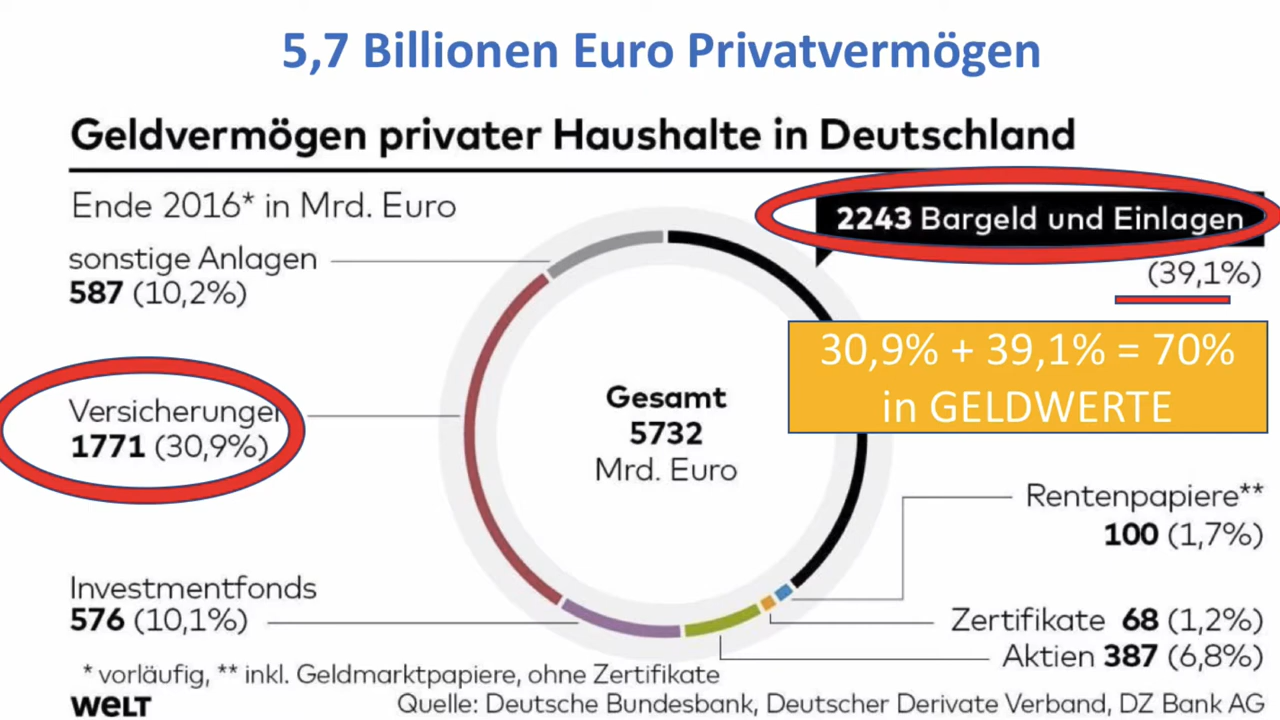 5,7 Billionen Euro Privatvermögen
Geldvermögen privater Haushalte in Deutschland
Ende 2016* in Mrd. Euro
2243 Bargeld und Einlagen
(39,1%)
sonstige Anlagen
587 (10,2%)
30,9% + 39,1% = 70%
in GELDWERTE
Versicherungen
1771 (30,9%)
Gesamt
5732
Mrd. Euro
Rentenpapiere**
100 (1,7%)
Investmentfonds
576 (10,1%)
Zertifikate 68 (1,2%)
Aktien 387 (6,8%)
* vorläufig, ** inkl. Geldmarktpapiere, ohne Zertifikate
WELT
Quelle: Deutsche Bundesbank, Deutscher Derivate Verband, DZ Bank AG